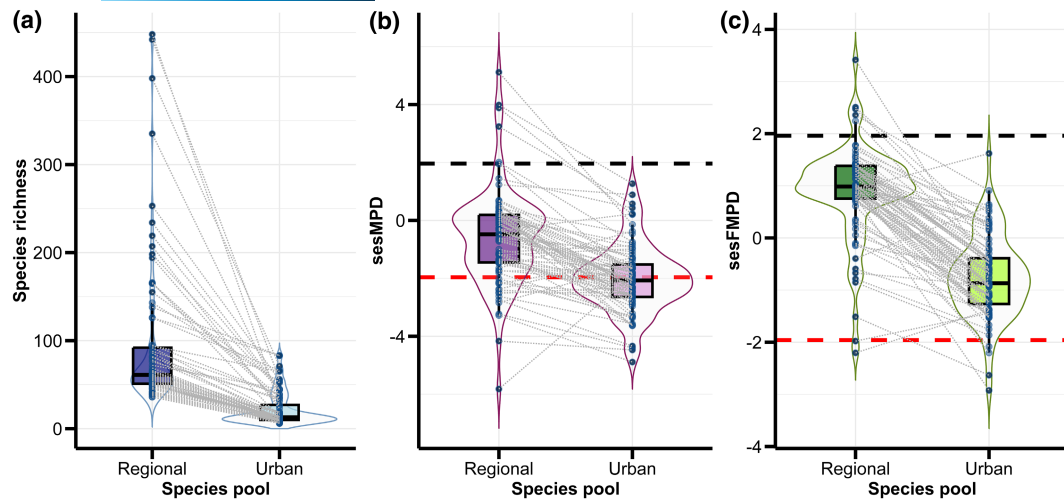 (a)
Species richness
400
300
200
100
0
Regional
Urban
Species pool
(b)
sesMPD
4
0
-4
Regional
Urban
Species pool
(c)
sesFMPD
4
2
0
-2
-4
Regional
Urban
Species pool